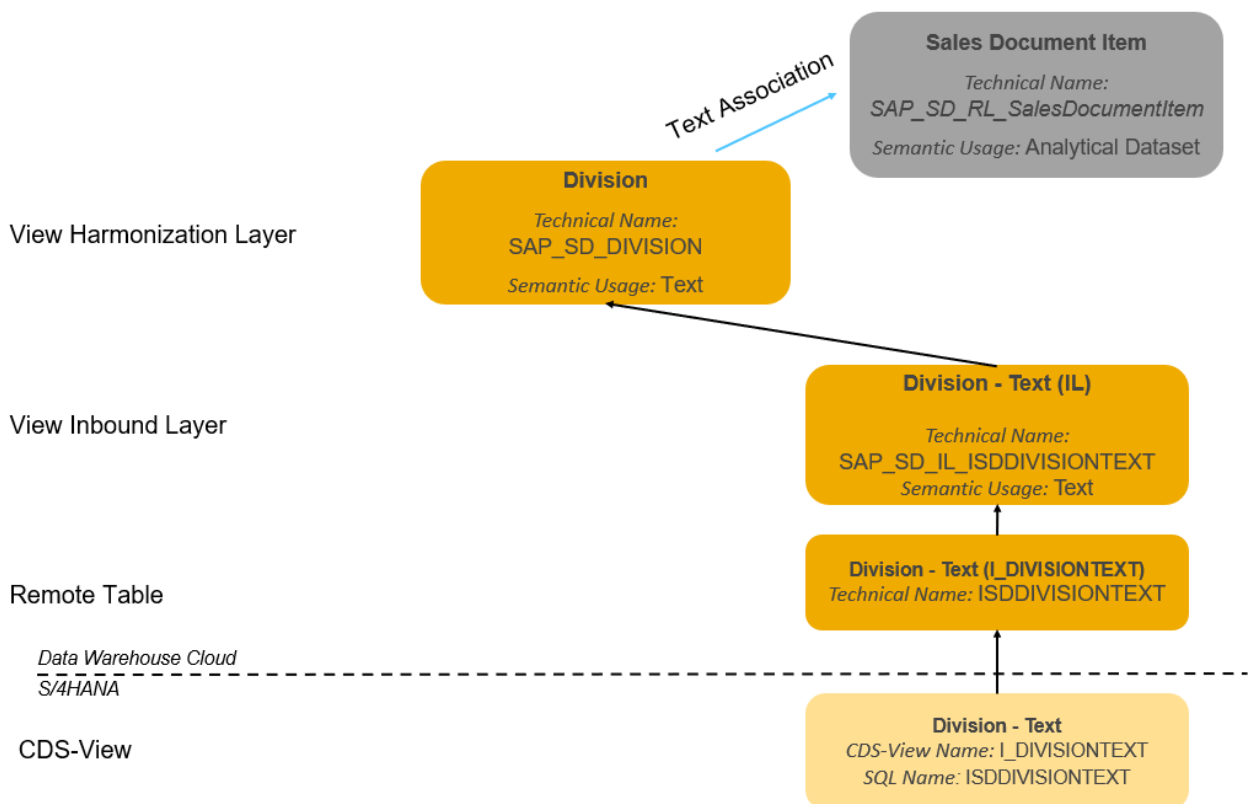 Sales Document Item
Technical Name:
SAP_SD_RL_SalesDocumentItem
Semantic Usage: Analytical Dataset
Text Association
Division
Technical Name:
SAP_SD_DIVISION
Semantic Usage: Text
View Harmonization Layer
Division - Text (IL)
Technical Name:
SAP_SD_IL_ISDDIVISIONTEXT
Semantic Usage: Text
View Inbound Layer
Division - Text (I_DIVISIONTEXT)
Technical Name: ISDDIVISIONTEXT
Remote Table
Data Warehouse Cloud
S/4HANA
Division - Text
CDS-View Name: I_DIVISIONTEXT
SQL Name: ISDDIVISIONTEXT
CDS-View